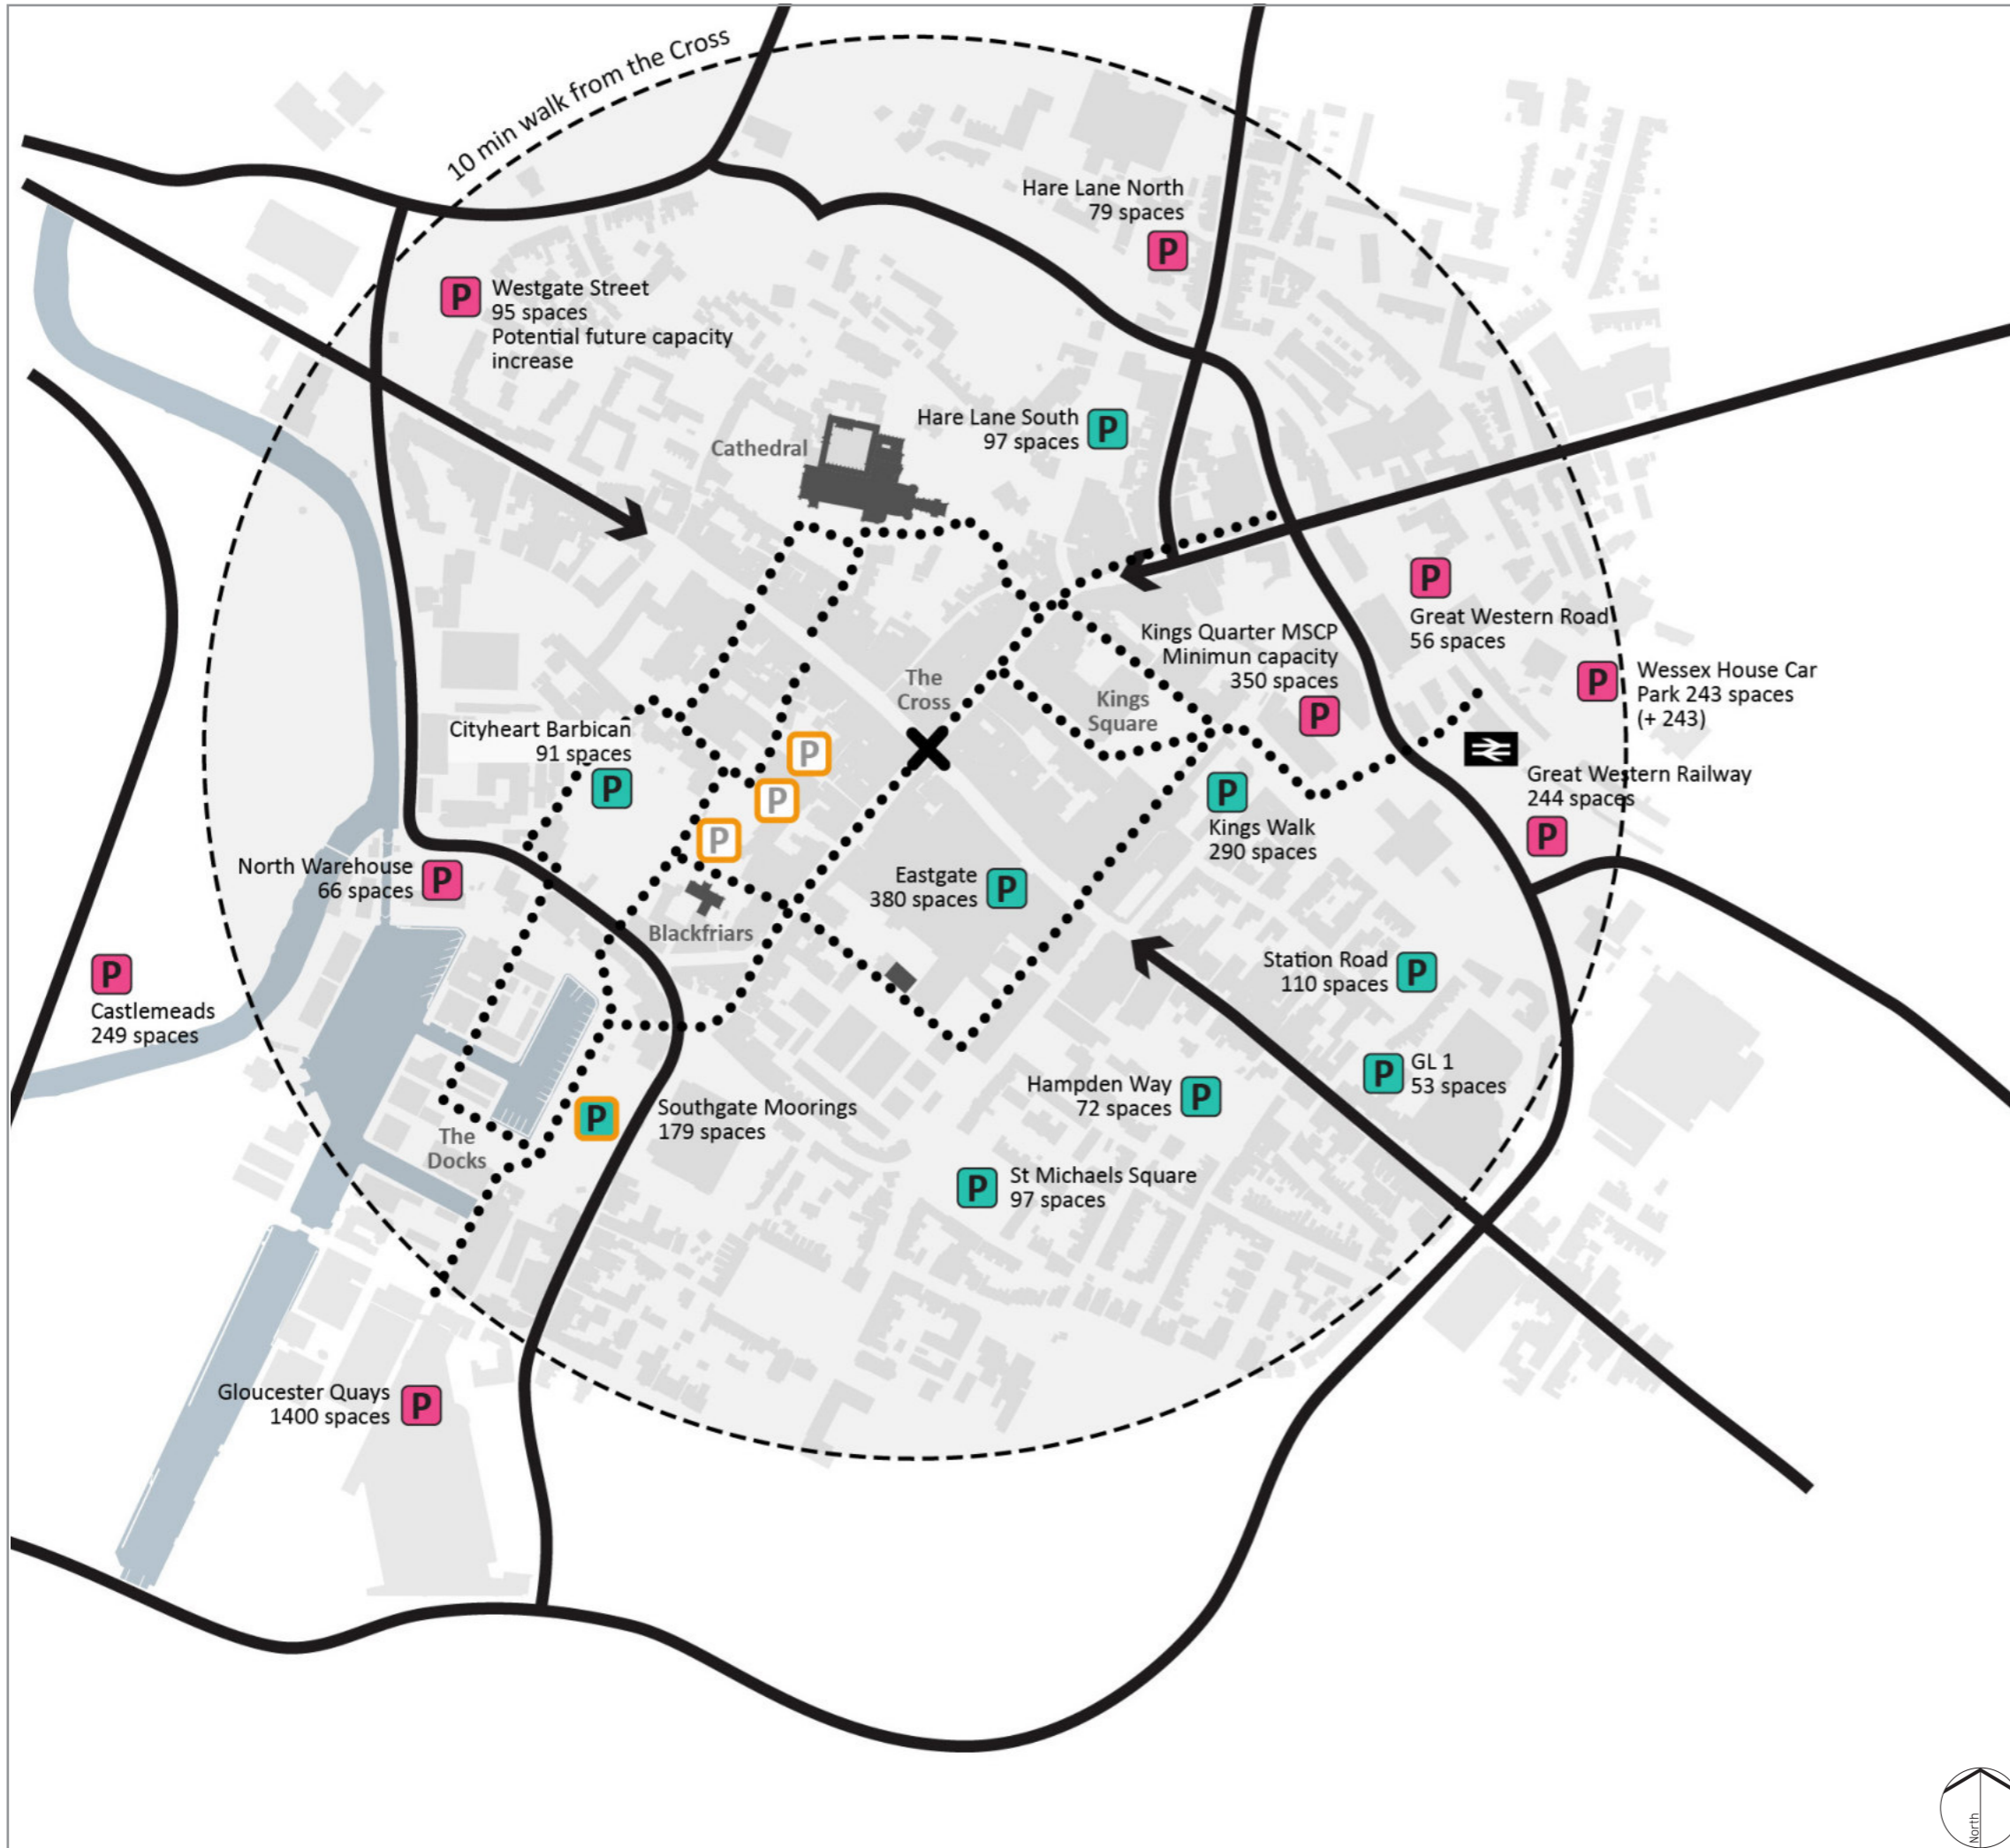 10 min walk from the Cross
Hare Lane North
79 spaces
P
P
Westgate Street
95 spaces
Potential future capacity
increase
Hare Lane South
97 spaces
P
Cathedral
P
Great Western Road
56 spaces
Kings Quarter MSCP
Minimun capacity
350 spaces
P
P
Wessex House Car
Park 243 spaces
(+ 243)
The
Cross
Kings
Square
Cityheart Barbican
91 spaces
P
P
P
P
P
Kings Walk
290 spaces
Great Western Railway
244 spaces
P
North Warehouse
66 spaces
P
Eastgate
380 spaces
P
Blackfriars
P
Castlemeads
249 spaces
Station Road
110 spaces
P
P
GL 1
53 spaces
Hampden Way
72 spaces
P
P
Southgate Moorings
179 spaces
The
Docks
P
St Michaels Square
97 spaces
Gloucester Quays
1400 spaces
P
North